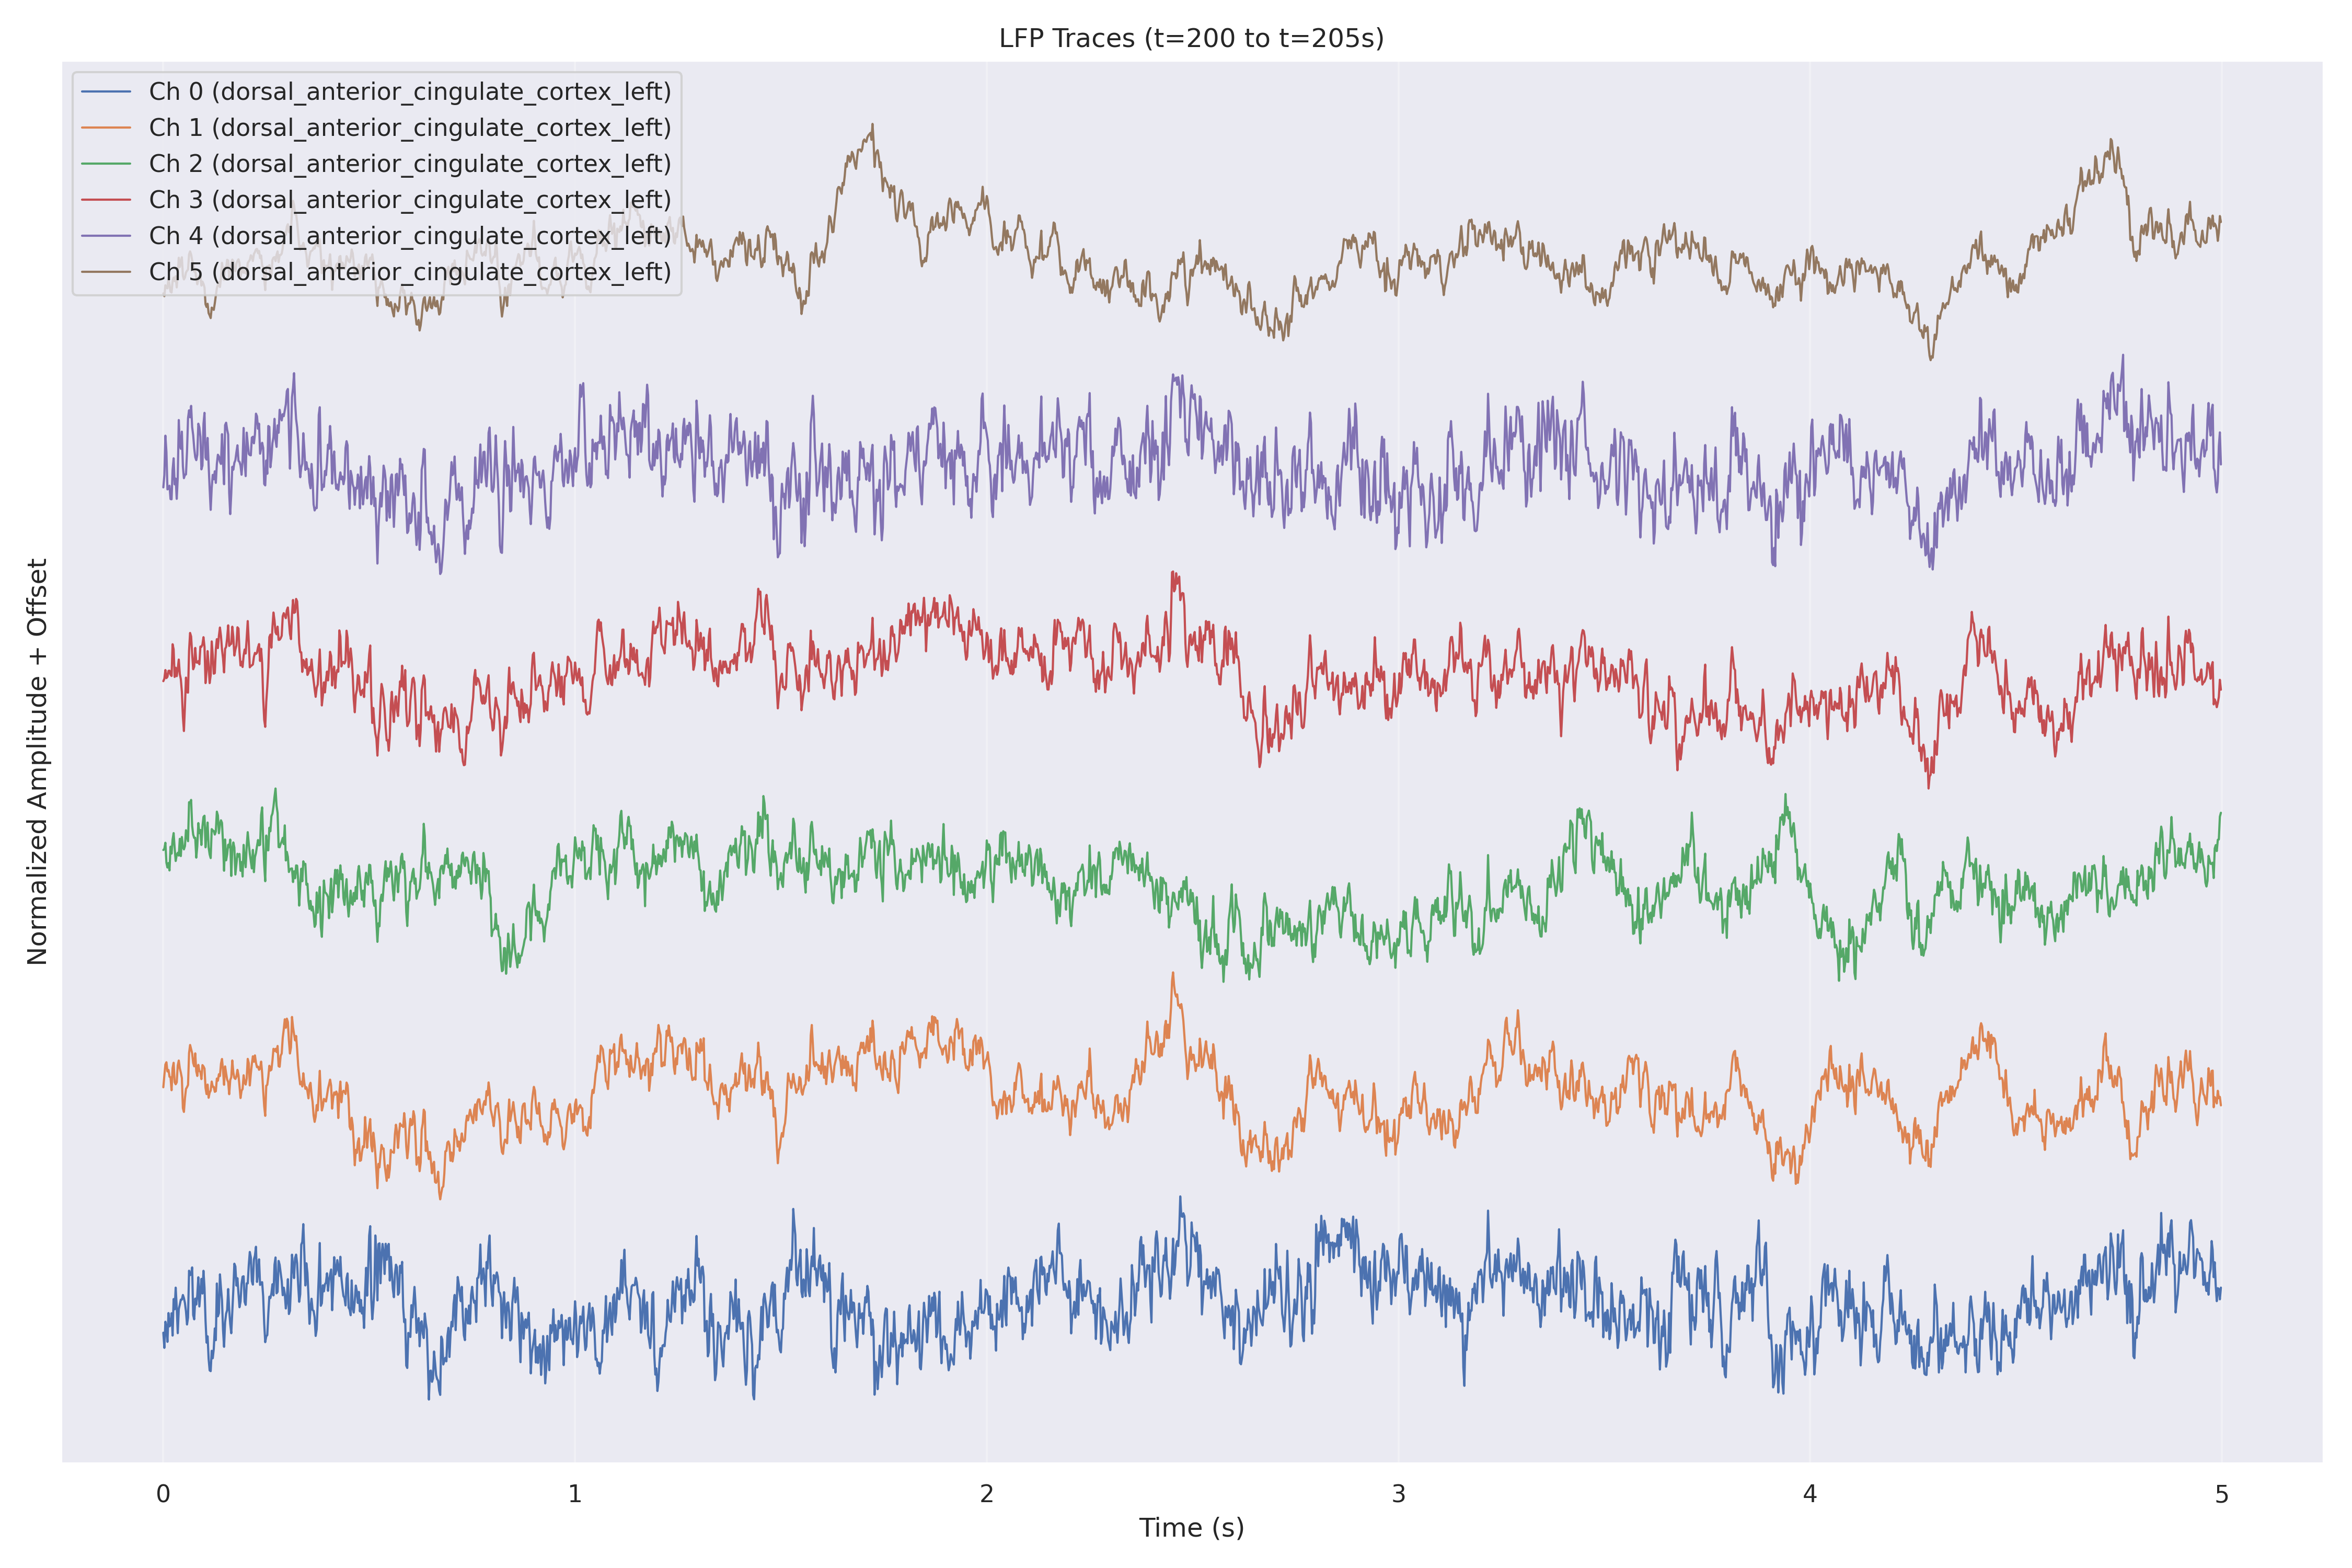 LFP Traces (t=200 to t=205s)
Ch 0 (dorsal_anterior_cingulate_cortex_left)
Ch 1 (dorsal_anterior_cingulate_cortex_left)
Ch 2 (dorsal_anterior_cingulate_cortex_left)
Ch 3 (dorsal_anterior_cingulate_cortex_left)
Ch 4 (dorsal_anterior_cingulate_cortex_left)
Ch 5 (dorsal_anterior_cingulate_cortex_left)
Normalized Amplitude + Offset
0 1 2 3 4 5
Time (s)